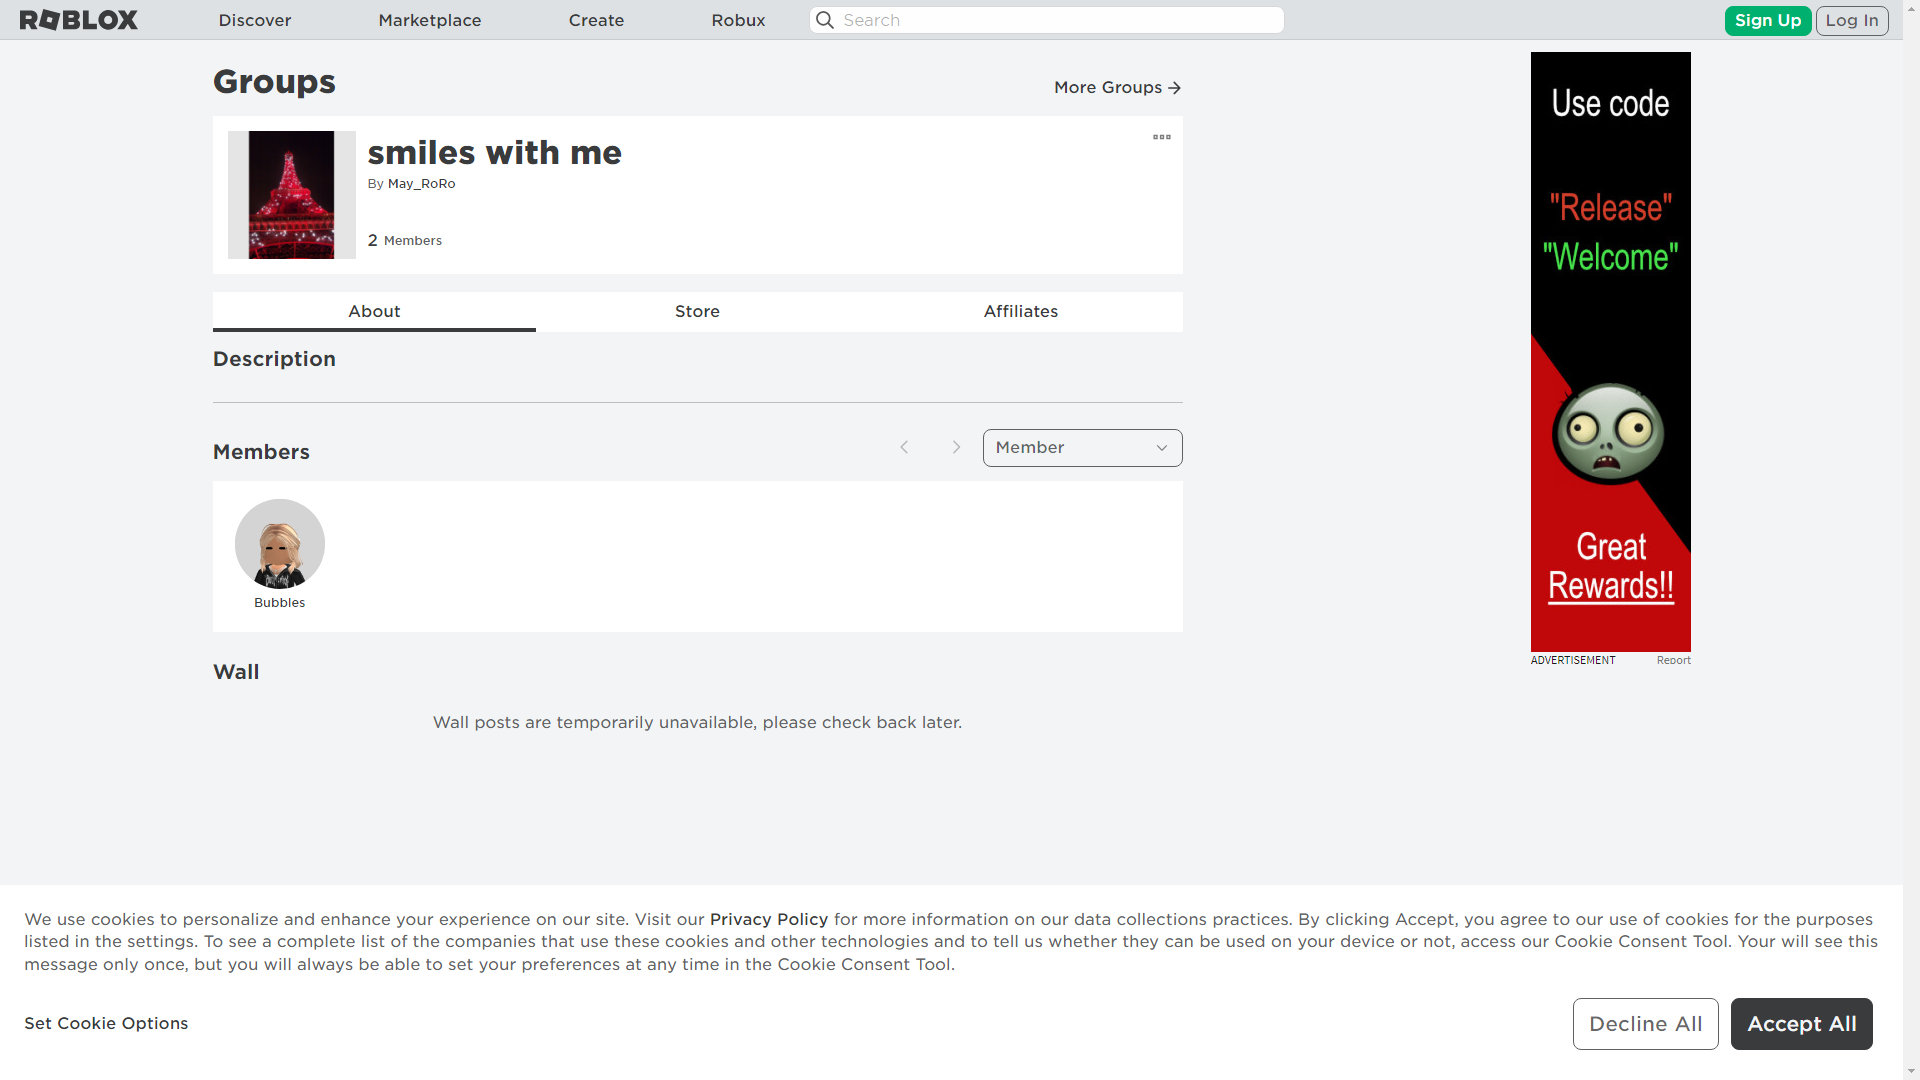 ROBLOX
Discover
Marketplace
Create
Robux
Search
Sign Up
Log In
Groups
More Groups
smiles with me
By May_RoRo
2 Members
About
Store
Affiliates
Description
Members
Member
Bubbles
Wall
Wall posts are temporarily unavailable, please check back later.
Use code
"Release"
"Welcome"
Great
Rewards!!
ADVERTISEMENT
Report
We use cookies to personalize and enhance your experience on our site. Visit our Privacy Policy for more information on our data collections practices. By clicking Accept, you agree to our use of cookies for the purposes
listed in the settings. To see a complete list of the companies that use these cookies and other technologies and to tell us whether they can be used on your device or not, access our Cookie Consent Tool. Your will see this
message only once, but you will always be able to set your preferences at any time in the Cookie Consent Tool.
Set Cookie Options
Decline All
Accept All